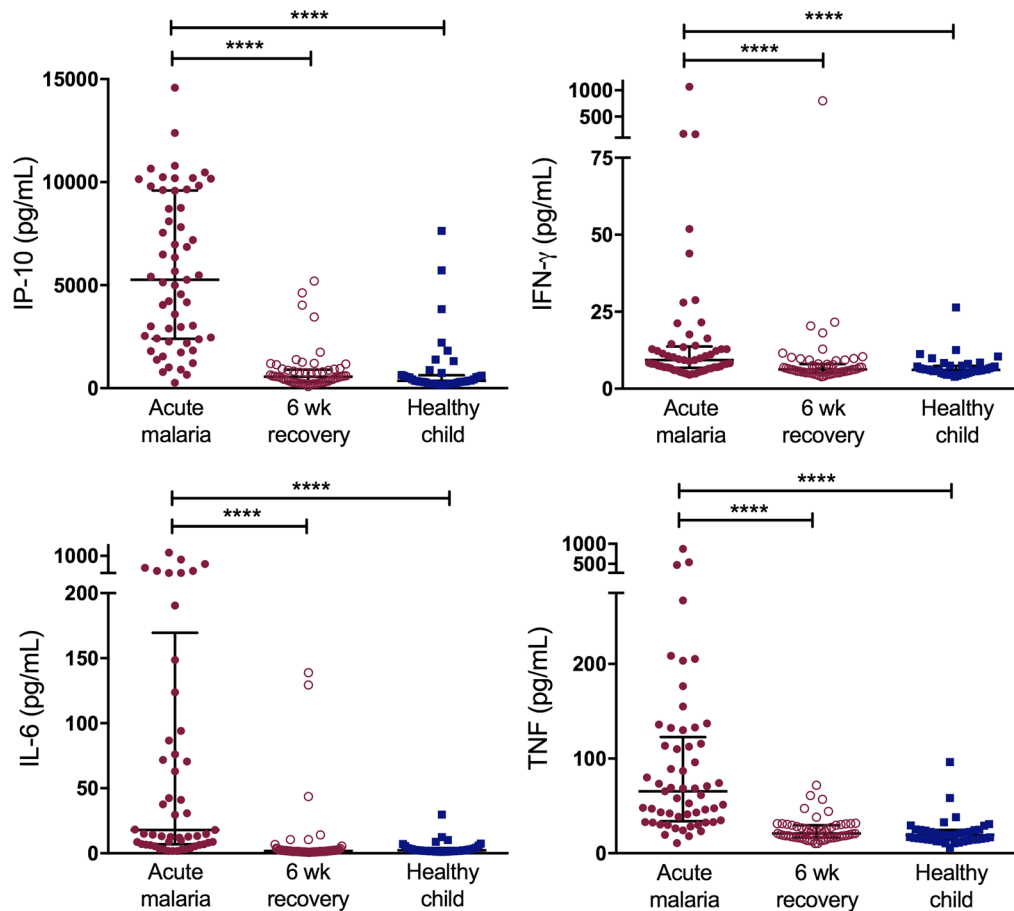 ****
****
IP-10 (pg/mL)
15000
10000
5000
0
Acute
malaria
6 wk
recovery
Healthy
child
****
****
IFN-γ (pg/mL)
1000
500
75
50
25
0
Acute
malaria
6 wk
recovery
Healthy
child
****
****
IL-6 (pg/mL)
1000
200
150
100
50
0
Acute
malaria
6 wk
recovery
Healthy
child
****
****
TNF (pg/mL)
1000
500
200
100
0
Acute
malaria
6 wk
recovery
Healthy
child